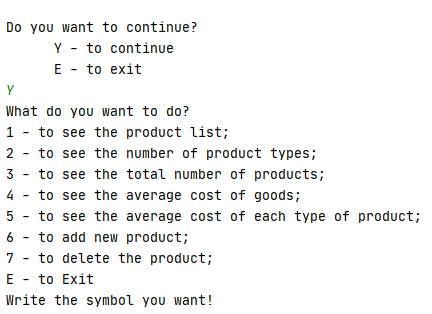 Do you want to continue?
Y - to continue
E - to exit
Y
What do you want to do?
1 - to see the product list;
2 - to see the number of product types;
3 - to see the total number of products;
4 - to see the average cost of goods;
5 - to see the average cost of each type of product;
6 - to add new product;
7 - to delete the product;
E - to Exit
Write the symbol you want!